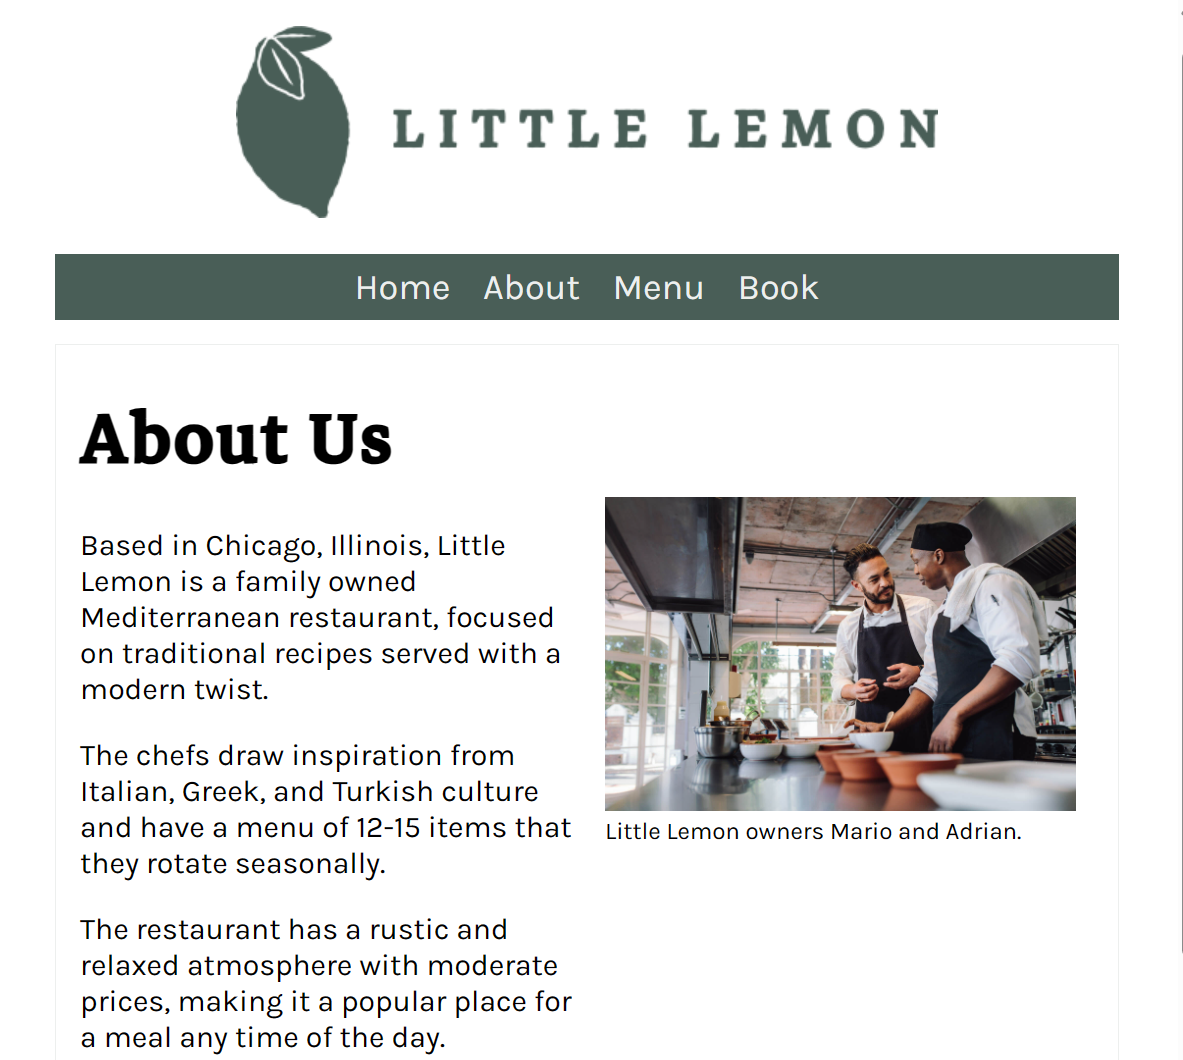 LITTLE LEMON
Home About Menu Book
About Us
Based in Chicago, Illinois, Little
Lemon is a family owned
Mediterranean restaurant, focused
on traditional recipes served with a
modern twist.
The chefs draw inspiration from
Italian, Greek, and Turkish culture
and have a menu of 12-15 items that
they rotate seasonally.
The restaurant has a rustic and
relaxed atmosphere with moderate
prices, making it a popular place for
a meal any time of the day.
Little Lemon owners Mario and Adrian.